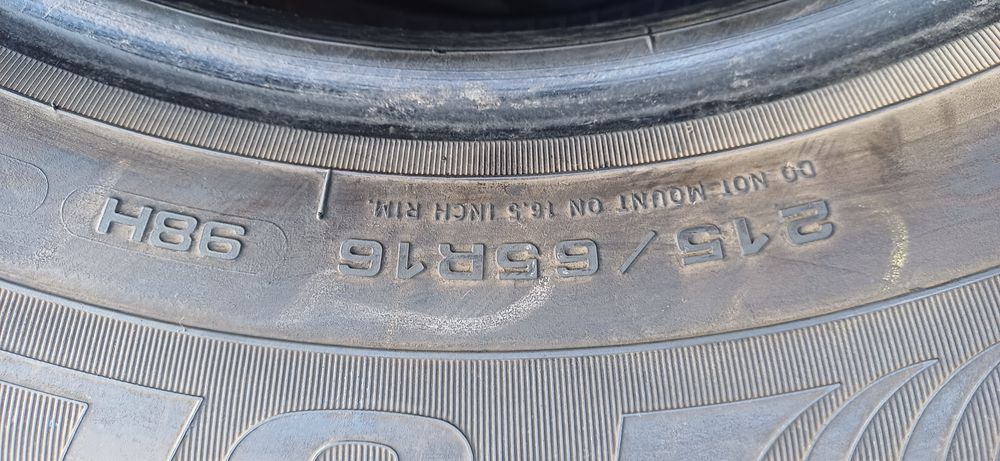 DO NOT MOUNT ON 16.5 INCH RIM.
215/65R16 98H